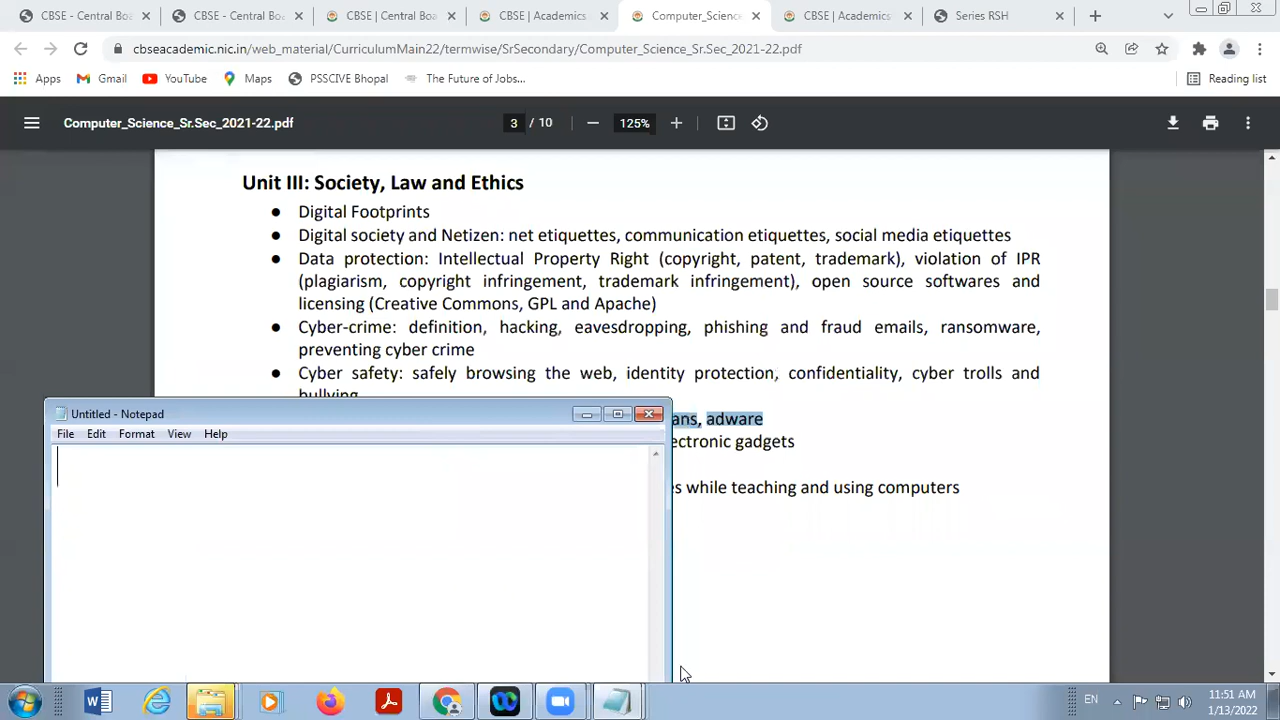 CBSE - Central Boa
CBSE - Central Bo
CBSE | Central Boa
CBSE | Academics
Computer_Science
CBSE | Academics
Series RSH
cbseacademic.nic.in/web_material/CurriculumMain22/termwise/SrSecondary/Computer_Science_Sr.Sec_2021-22.pdf
Apps
Gmail
YouTube
Maps
PSSCIVE Bhopal
The Future of Jobs...
Reading list
Computer_Science_Sr.Sec_2021-22.pdf
3 / 10
125%
Unit III: Society, Law and Ethics
● Digital Footprints
● Digital society and Netizen: net etiquettes, communication etiquettes, social media etiquettes
● Data protection: Intellectual Property Right (copyright, patent, trademark), violation of IPR
(plagiarism, copyright infringement, trademark infringement), open source softwares and
licensing (Creative Commons, GPL and Apache)
● Cyber-crime: definition, hacking, eavesdropping, phishing and fraud emails, ransomware,
preventing cyber crime
● Cyber safety: safely browsing the web, identity protection, confidentiality, cyber trolls and
bullying.
Untitled - Notepad
ans, adware
File Edit Format View Help
ectronic gadgets
es while teaching and using computers
EN
11:51 AM
1/13/2022